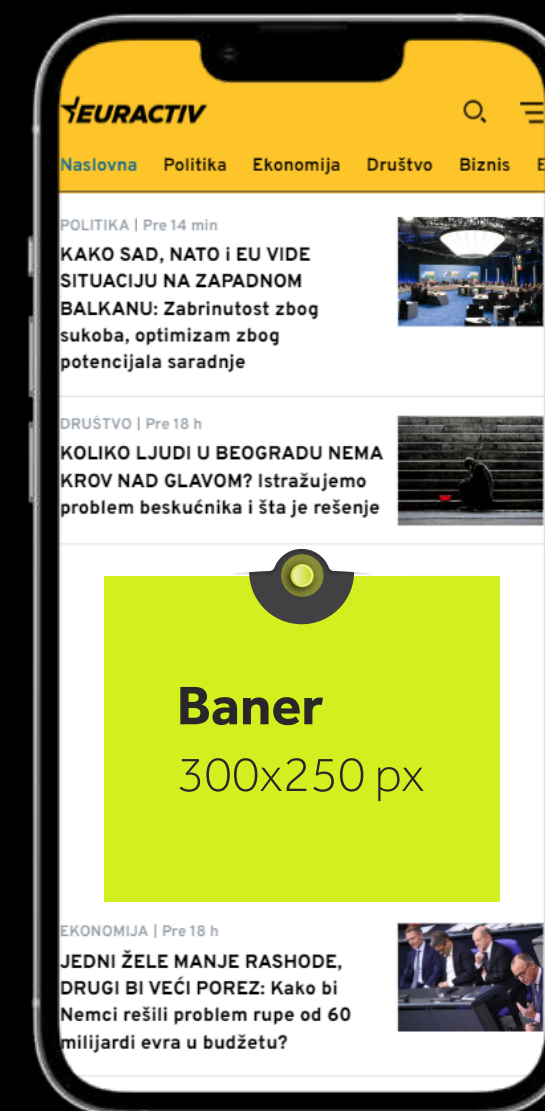 EURACTIV
Naslovna Politika Ekonomija Društvo Biznis E
POLITIKA | Pre 14 min
KAKO SAD, NATO i EU VIDE
SITUACIJU NA ZAPADNOM
BALKANU: Zabrinutost zbog
sukoba, optimizam zbog
potencijala saradnje
DRUŠTVO | Pre 18 h
KOLIKO LJUDI U BEOGRADU NEMA
KROV NAD GLAVOM? Istražujemo
problem beskućnika i šta je rešenje
Baner
300x250 px
EKONOMIJA | Pre 18 h
JEDNI ŽELE MANJE RASHODE,
DRUGI BI VEĆI POREZ: Kako bi
Nemci rešili problem rupe od 60
milijardi evra u budžetu?